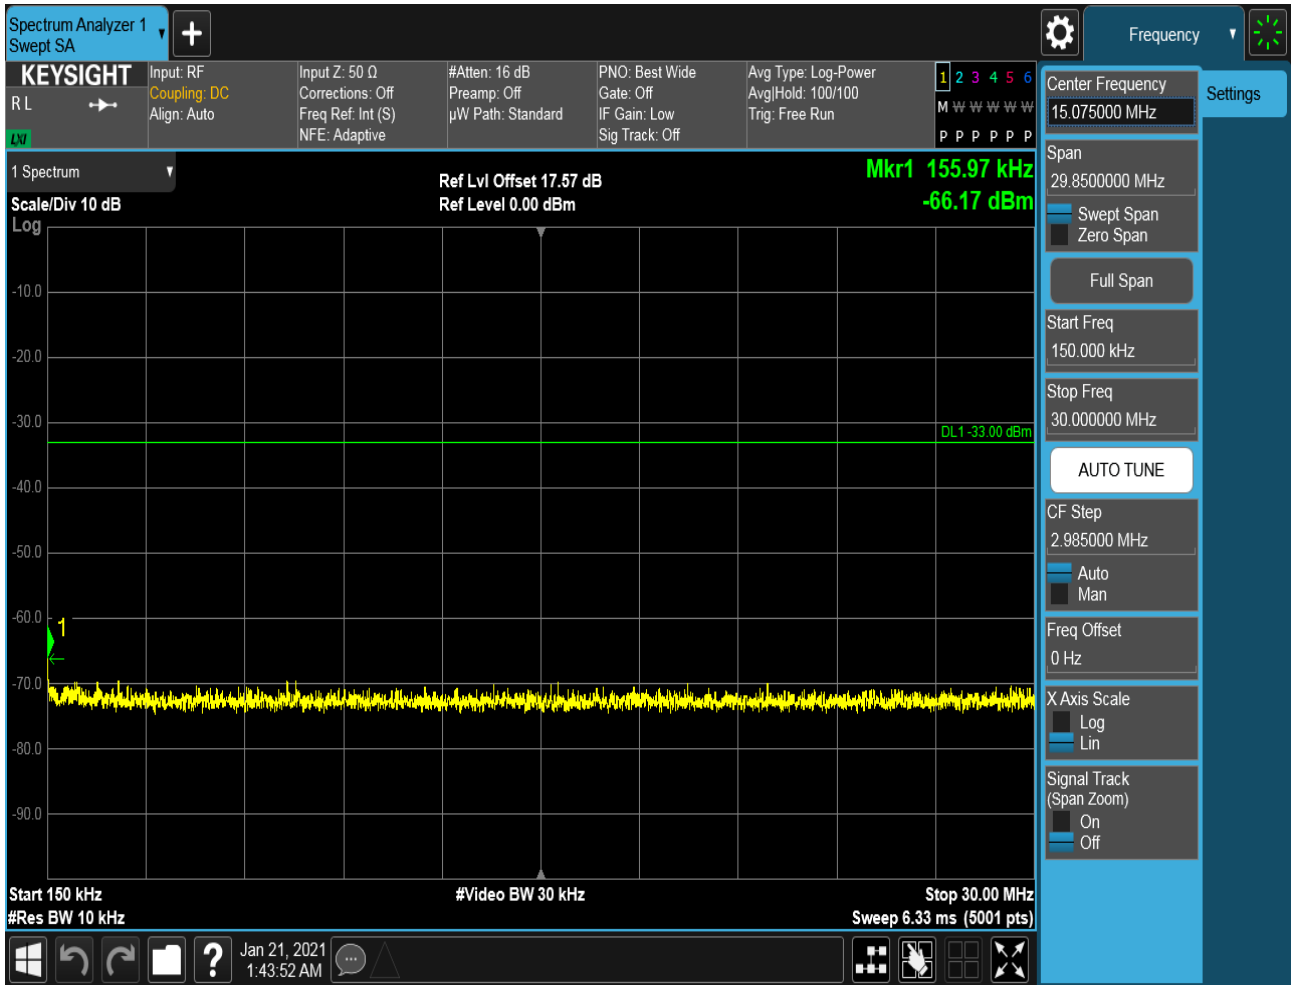 Spectrum Analyzer 1
Swept SA
Frequency
KEYSIGHT
R L
LXI
Input: RF
Coupling: DC
Align: Auto
Input Z: 50 Ω
Corrections: Off
Freq Ref: Int (S)
NFE: Adaptive
#Atten: 16 dB
Preamp: Off
µW Path: Standard
PNO: Best Wide
Gate: Off
IF Gain: Low
Sig Track: Off
Avg Type: Log-Power
Avg|Hold: 100/100
Trig: Free Run
1 2 3 4 5 6
M W W W W W
P P P P P P
1 Spectrum
Scale/Div 10 dB
Log
Ref Lvl Offset 17.57 dB
Ref Level 0.00 dBm
Mkr1 155.97 kHz
-66.17 dBm
-10.0
-20.0
-30.0
DL1 -33.00 dBm
-40.0
-50.0
-60.0
1
-70.0
-80.0
-90.0
Start 150 kHz
#Video BW 30 kHz
Stop 30.00 MHz
#Res BW 10 kHz
Sweep 6.33 ms (5001 pts)
Center Frequency
15.075000 MHz
Settings
Span
29.8500000 MHz
Swept Span
Zero Span
Full Span
Start Freq
150.000 kHz
Stop Freq
30.000000 MHz
AUTO TUNE
CF Step
2.985000 MHz
Auto
Man
Freq Offset
0 Hz
X Axis Scale
Log
Lin
Signal Track
(Span Zoom)
On
Off
?
Jan 21, 2021
1:43:52 AM